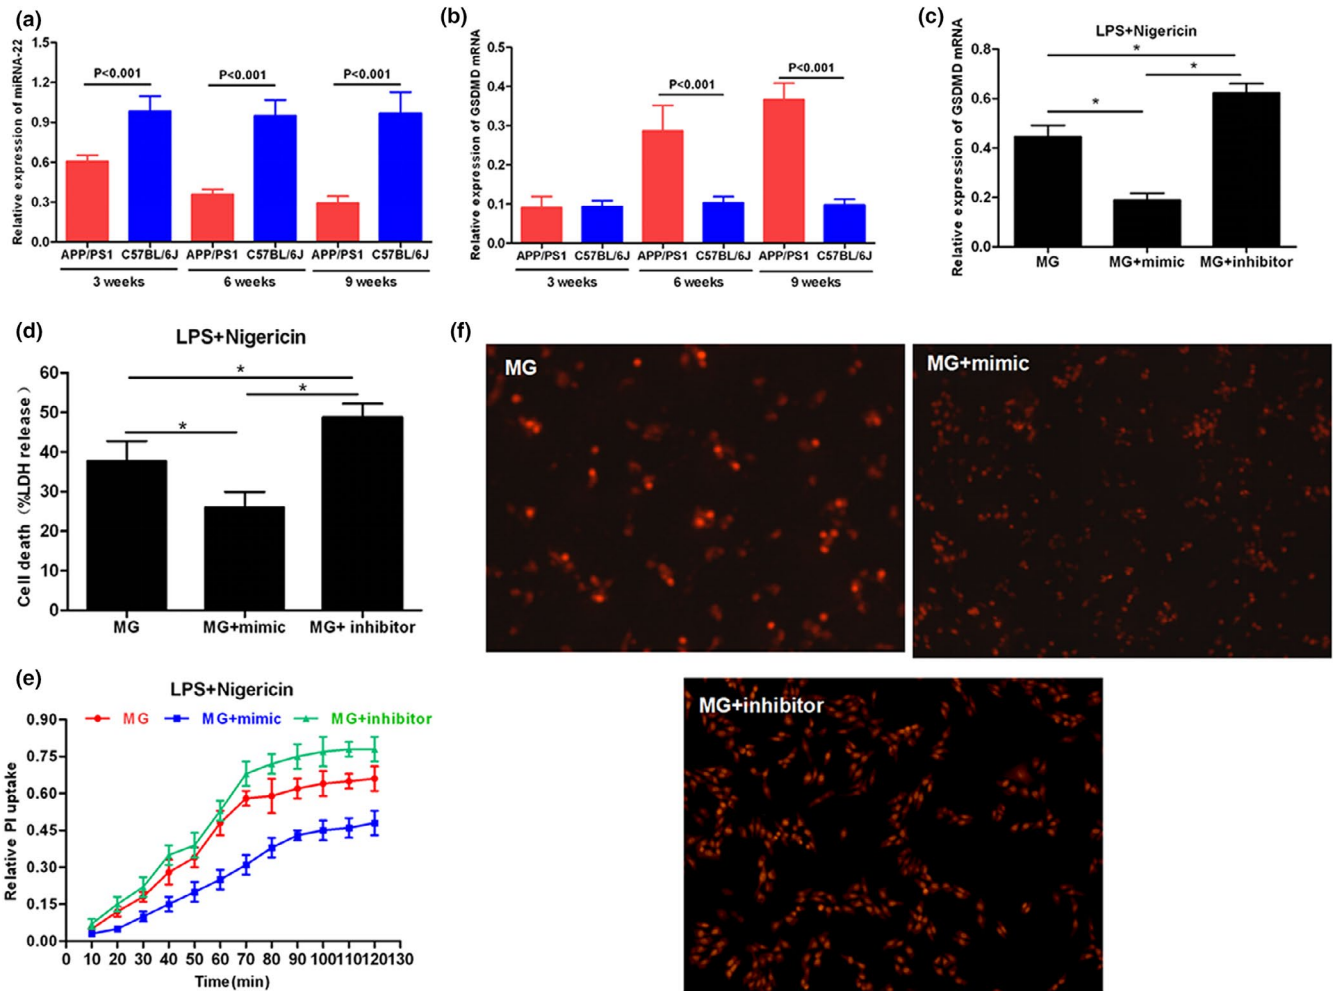 (a)
Relative expression of miRNA-22
1.5
1.2
0.9
0.6
0.3
0.0
P<0.001
P<0.001
P<0.001
APP/PS1 C57BL/6J APP/PS1 C57BL/6J APP/PS1 C57BL/6J
3 weeks 6 weeks 9 weeks
(b)
Relative expression of GSDMD mRNA
0.5
0.4
0.3
0.2
0.1
0.0
P<0.001
P<0.001
APP/PS1 C57BL/6J APP/PS1 C57BL/6J APP/PS1 C57BL/6J
3 weeks 6 weeks 9 weeks
(c)
LPS+Nigericin
Relative expression of GSDMD mRNA
0.8
0.6
0.4
0.2
0.0
*
*
*
MG MG+mimic MG+inhibitor
(d)
LPS+Nigericin
Cell death (%LDH release)
60
50
40
30
20
10
0
*
*
*
MG MG+mimic MG+ inhibitor
(e)
LPS+Nigericin
MG MG+mimic MG+inhibitor
Relative PI uptake
0.90
0.75
0.60
0.45
0.30
0.15
0.00
0 10 20 30 40 50 60 70 80 90 100 110 120 130
Time(min)
(f)
MG
MG+mimic
MG+inhibitor